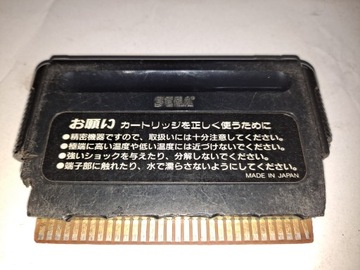 SEGA
お願い カートリッジを正しく使うために
●精密機器ですので、取扱いには十分注意してください。
●極端に高い温度や低い温度には近づけないでください。
●強いショックを与えたり、分解しないでください。
●端子部に触れたり、水で濡らさないようにしてください。
MADE IN JAPAN